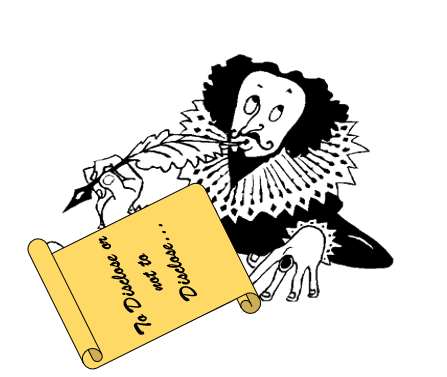 To Disclose or
not to
Disclose....